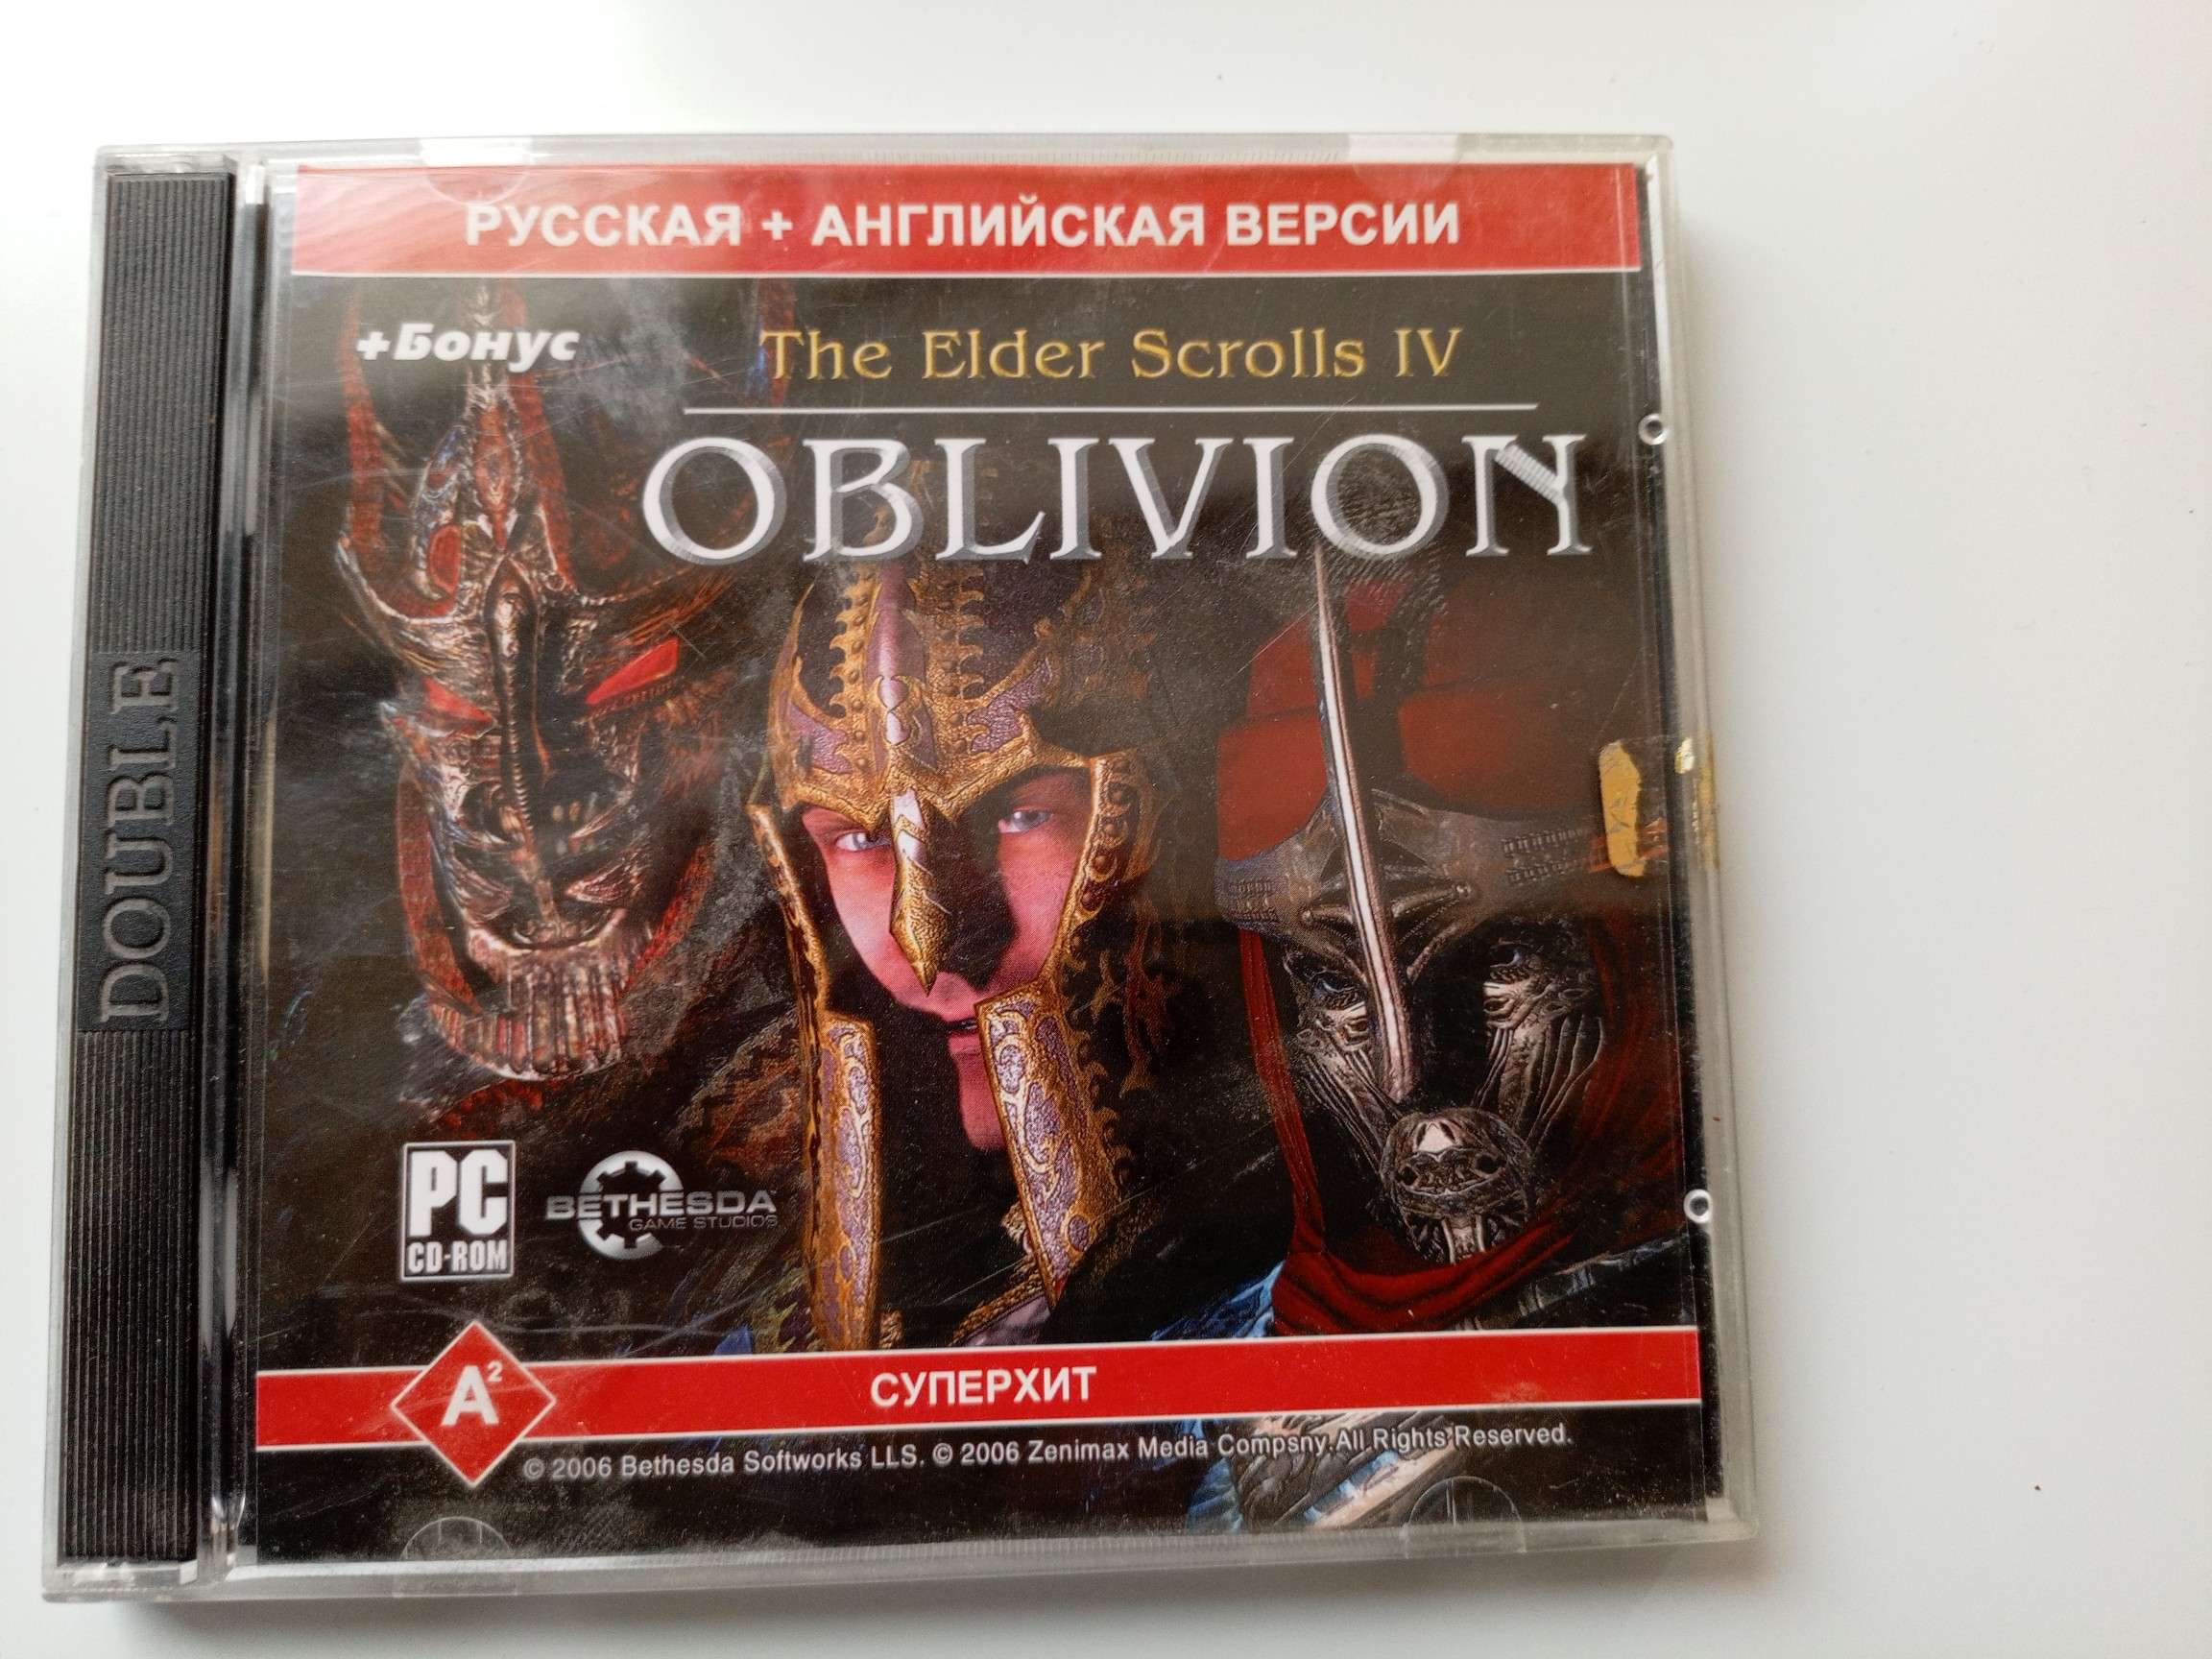 РУССКАЯ + АНГЛИЙСКАЯ ВЕРСИИ
+Бонус
The Elder Scrolls IV
OBLIVION
DOUBLE
PC
CD-ROM
BETHESDA
GAME STUDIOS
A²
СУПЕРХИТ
© 2006 Bethesda Softworks LLS. © 2006 Zenimax Media Compsny.All Rights Reserved.